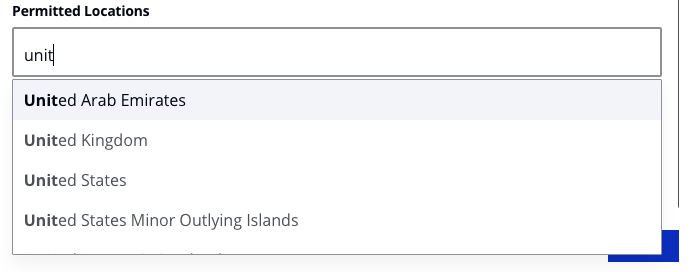 Permitted Locations
unit
United Arab Emirates
United Kingdom
United States
United States Minor Outlying Islands